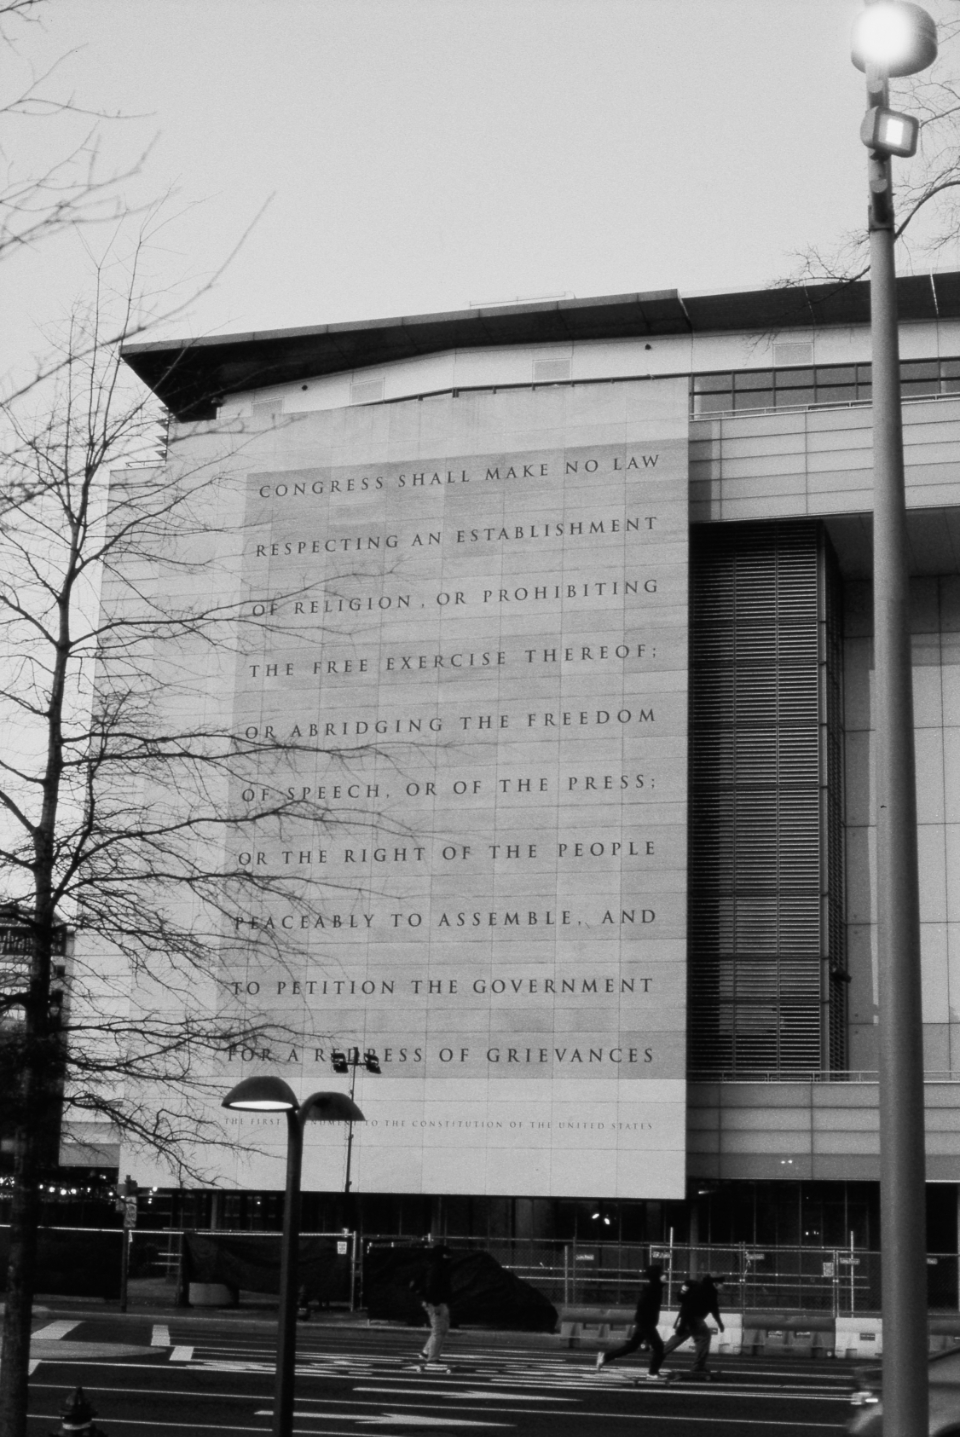 CONGRESS SHALL MAKE NO LAW
RESPECTING AN ESTABLISHMENT
OF RELIGION, OR PROHIBITING
THE FREE EXERCISE THEREOF;
OR ABRIDGING THE FREEDOM
OF SPEECH, OR OF THE PRESS;
OR THE RIGHT OF THE PEOPLE
PEACEABLY TO ASSEMBLE, AND
TO PETITION THE GOVERNMENT
FOR A REDRESS OF GRIEVANCES
THE FIRST AMENDMENT TO THE CONSTITUTION OF THE UNITED STATES